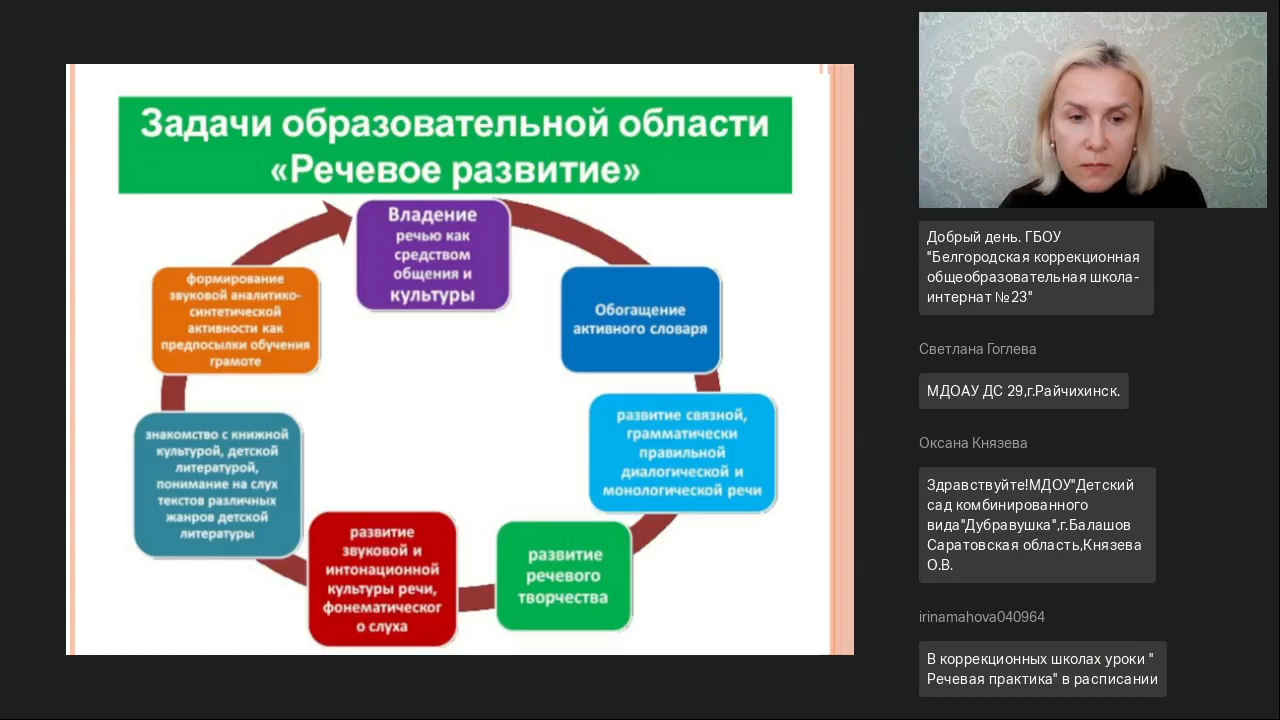 Задачи образовательной области
«Речевое развитие»
Владение
речью как
средством
общения и
культуры
Обогащение
активного словаря
развитие связной,
грамматически
правильной
диалогической и
монологической речи
развитие
речевого
творчества
развитие
звуковой и
интонационной
культуры речи,
фонематическог
о слуха
знакомство с книжной
культурой, детской
литературой,
понимание на слух
текстов различных
жанров детской
литературы
формирование
звуковой аналитико-
синтетической
активности как
предпосылки обучения
грамоте
Добрый день. ГБОУ
"Белгородская коррекционная
общеобразовательная школа-
интернат №23"
Светлана Гоглева
МДОАУ ДС 29,г.Райчихинск.
Оксана Князева
Здравствуйте!МДОУ"Детский
сад комбинированного
вида"Дубравушка",г.Балашов
Саратовская область,Князева
О.В.
irinamahova040964
В коррекционных школах уроки "
Речевая практика" в расписании